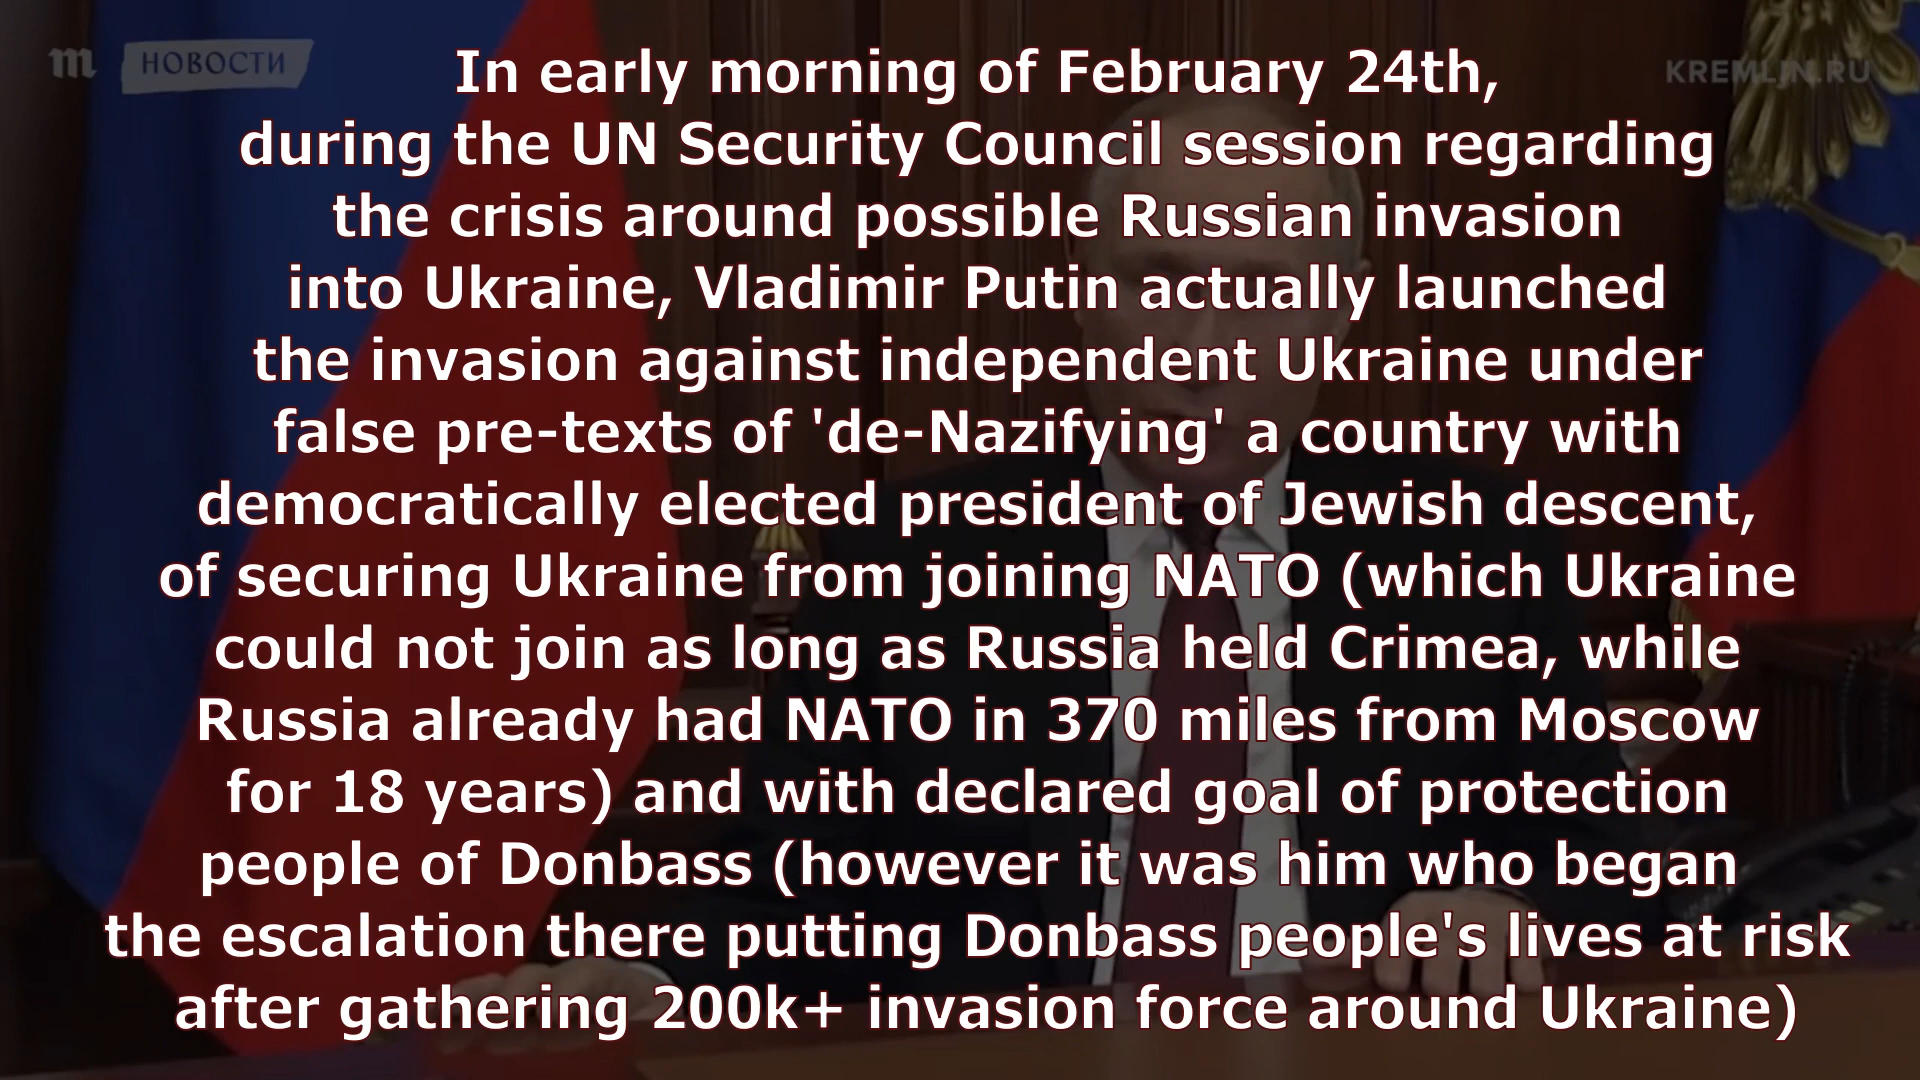 m НОВОСТИ
KREMLIN.RU
In early morning of February 24th,
during the UN Security Council session regarding
the crisis around possible Russian invasion
into Ukraine, Vladimir Putin actually launched
the invasion against independent Ukraine under
false pre-texts of 'de-Nazifying' a country with
democratically elected president of Jewish descent,
of securing Ukraine from joining NATO (which Ukraine
could not join as long as Russia held Crimea, while
Russia already had NATO in 370 miles from Moscow
for 18 years) and with declared goal of protection
people of Donbass (however it was him who began
the escalation there putting Donbass people's lives at risk
after gathering 200k+ invasion force around Ukraine)